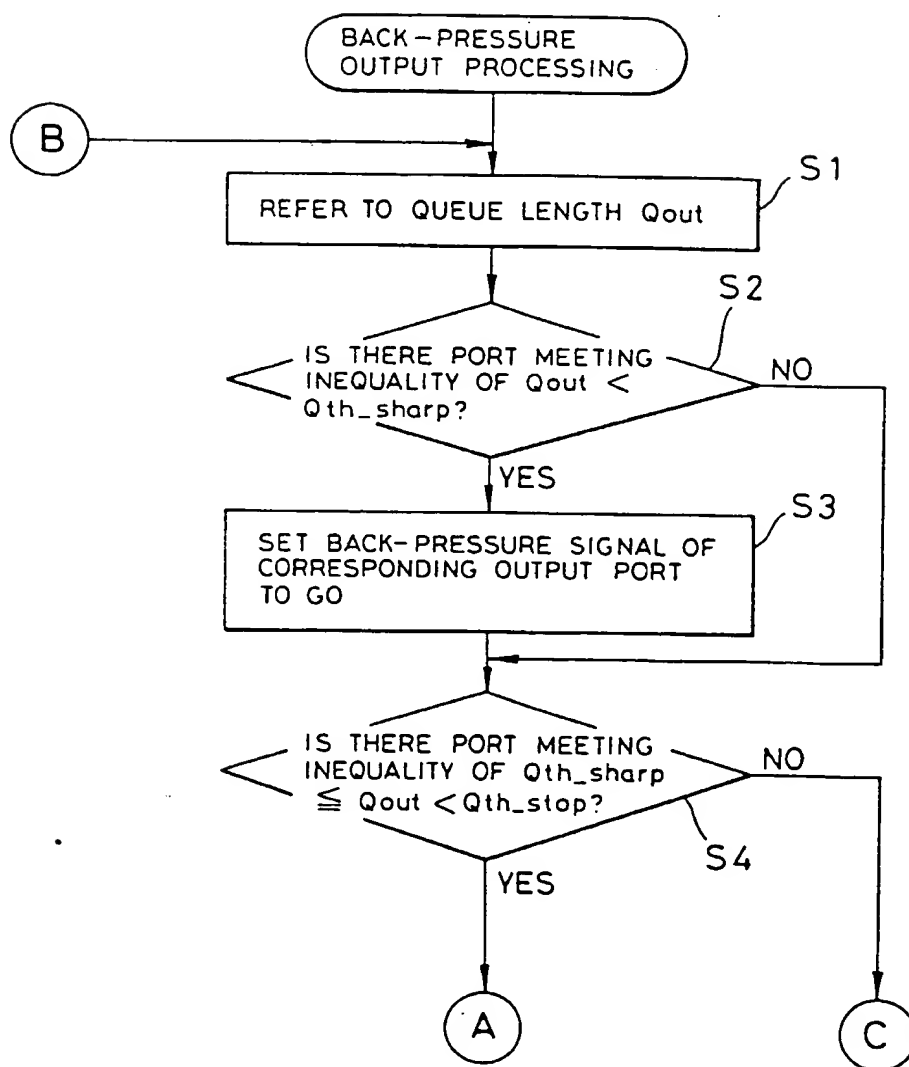 BACK-PRESSURE
OUTPUT PROCESSING
B
S1
REFER TO QUEUE LENGTH Qout
S2
IS THERE PORT MEETING
INEQUALITY OF Qout <
Qth_sharp?
NO
YES
S3
SET BACK-PRESSURE SIGNAL OF
CORRESPONDING OUTPUT PORT
TO GO
IS THERE PORT MEETING
INEQUALITY OF Qth_sharp
≦ Qout < Qth_stop?
NO
S4
YES
A
C